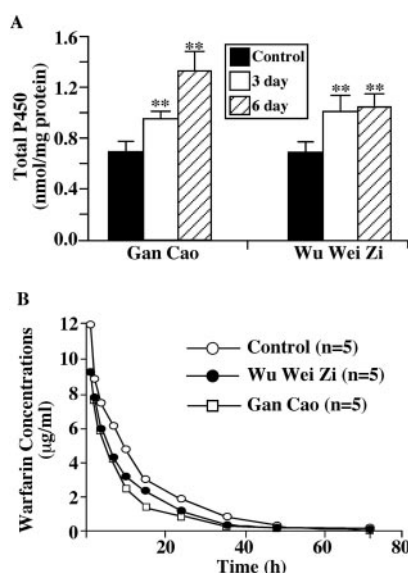 A
Total P450
(nmol/mg protein)
1.6
1.2
0.8
0.4
0.0
** ** ** **
Control
3 day
6 day
Gan Cao
Wu Wei Zi
B
Warfarin Concentrations
(µg/ml)
12
10
8
6
4
2
0
Control (n=5)
Wu Wei Zi (n=5)
Gan Cao (n=5)
20
40
60
80
Time (h)